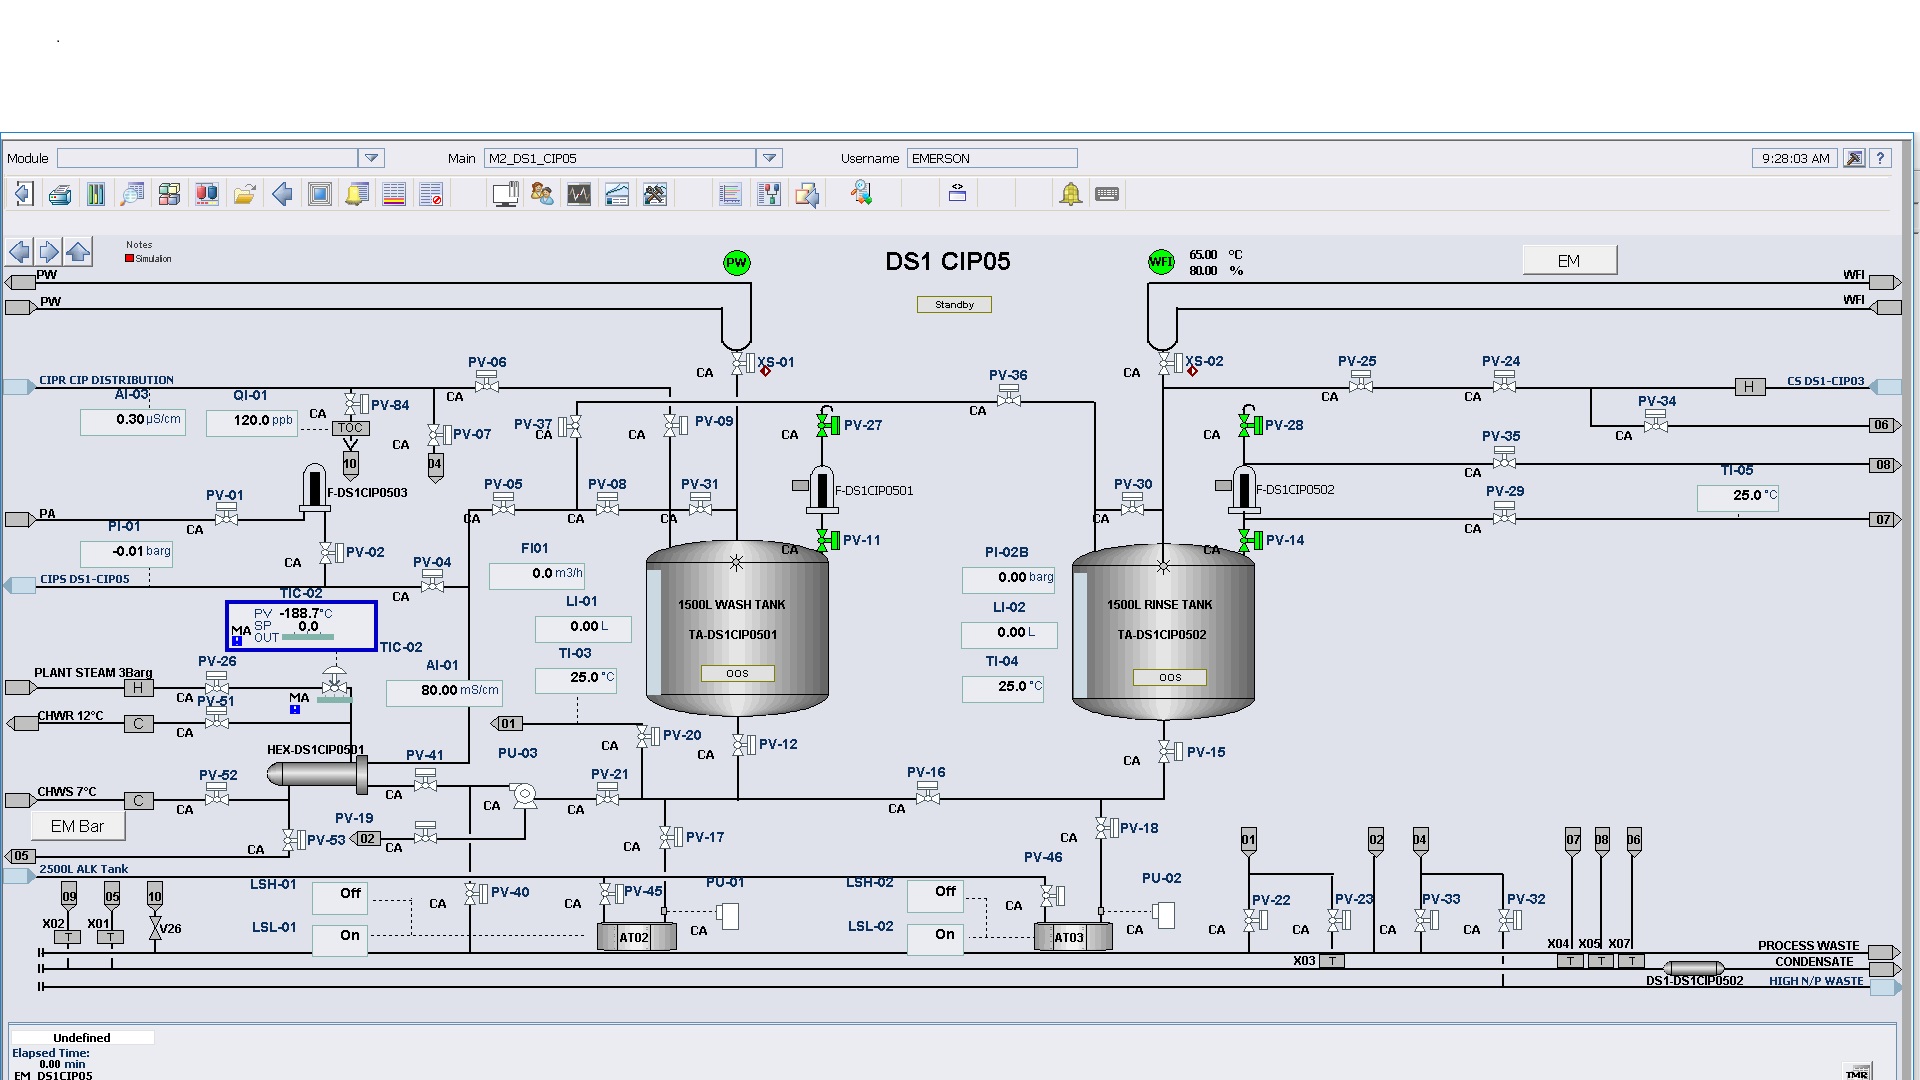 Module
Main M2_DS1_CIP05
Username EMERSON
9:28:03 AM
?
Notes
Simulation
PW
DS1 CIP05
WFI
65.00 °C
80.00 %
EM
PW
WFI
PW
Standby
WFI
XS-01
CA
XS-02
CA
PV-06
CA
PV-36
CA
PV-25
CA
PV-24
CA
CIPR CIP DISTRIBUTION
H
CS DS1-CIP03
AI-03
0.30 µS/cm
QI-01
120.0 ppb
CA
PV-84
TOC
10
PV-07
CA
04
PV-37
CA
PV-09
CA
PV-27
CA
PV-28
CA
PV-34
CA
06
PV-35
CA
08
TI-05
25.0 °C
F-DS1CIP0503
PV-01
CA
PA
PI-01
-0.01 barg
PV-02
CA
PV-05
CA
PV-08
CA
PV-31
CA
F-DS1CIP0501
PV-30
CA
F-DS1CIP0502
PV-29
CA
07
PV-11
CA
PV-14
CA
CIPS DS1-CIP05
PV-04
CA
FI01
0.0 m3/h
PI-02B
0.00 barg
TIC-02
PV -188.7 °C
SP 0.0
MA
OUT
TIC-02
LI-01
0.00 L
1500L WASH TANK
TA-DS1CIP0501
OOS
LI-02
0.00 L
1500L RINSE TANK
TA-DS1CIP0502
OOS
TI-03
25.0 °C
TI-04
25.0 °C
AI-01
80.00 mS/cm
PLANT STEAM 3Barg
H
PV-26
CA
MA
PV-51
CA
CHWR 12°C
C
HEX-DS1CIP0501
01
PV-20
CA
PV-12
CA
PV-15
CA
PV-41
CA
PU-03
CA
PV-21
CA
PV-16
CA
PV-52
CA
CHWS 7°C
C
EM Bar
PV-53
CA
PV-19
02
CA
PV-17
CA
PV-18
CA
05
2500L ALK Tank
09
05
10
X02
T
X01
T
V26
LSH-01
Off
LSL-01
On
PV-40
CA
PV-45
CA
PU-01
CA
AT02
LSH-02
Off
LSL-02
On
PV-46
CA
PU-02
CA
AT03
01
02
04
07
08
06
PV-22
CA
PV-23
CA
PV-33
CA
PV-32
CA
X03
T
X04
X05
X07
T
T
T
PROCESS WASTE
CONDENSATE
DS1-DS1CIP0502
HIGH N/P WASTE
Undefined
Elapsed Time:
0.00 min
EM_DS1CIP05
TMR